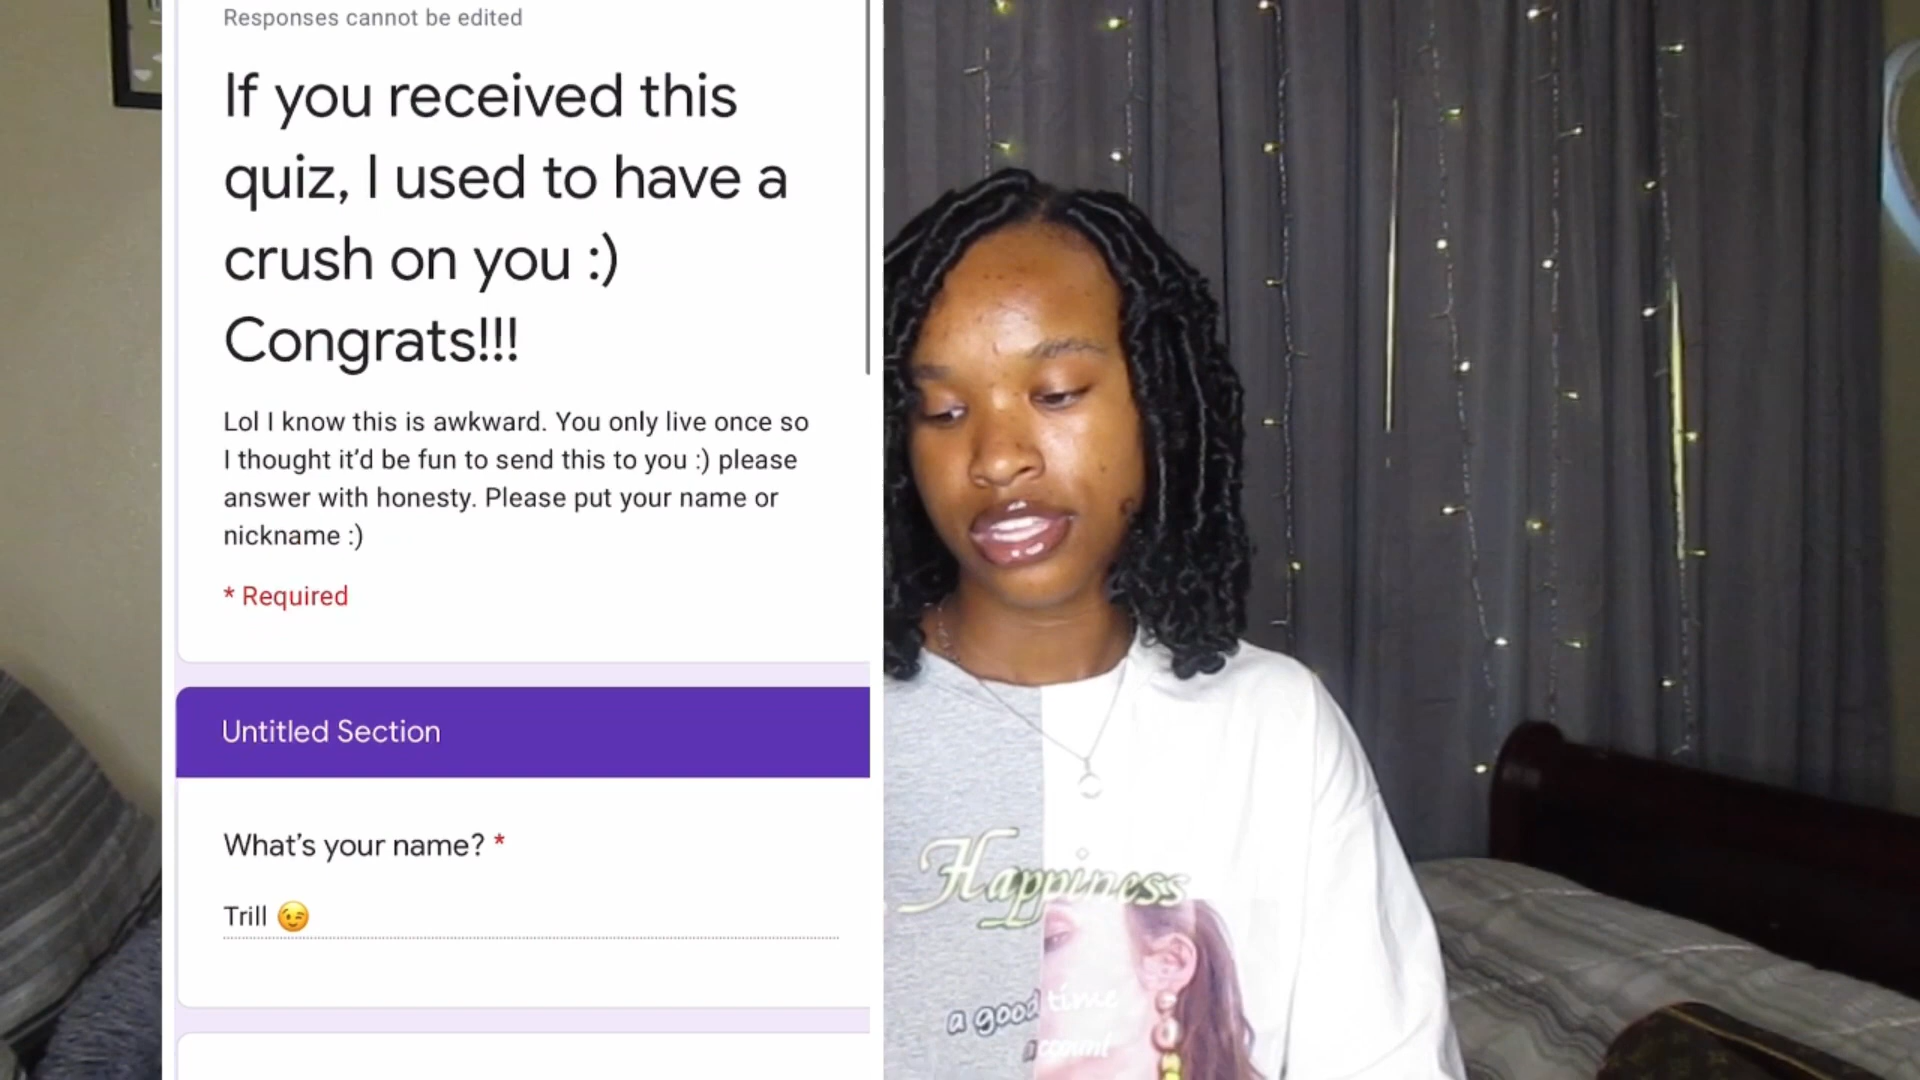 Responses cannot be edited
If you received this
quiz, I used to have a
crush on you :)
Congrats!!!
Lol I know this is awkward. You only live once so
I thought it’d be fun to send this to you :) please
answer with honesty. Please put your name or
nickname :)
* Required
Untitled Section
What’s your name? *
Trill 😉
Happiness
a good time
account